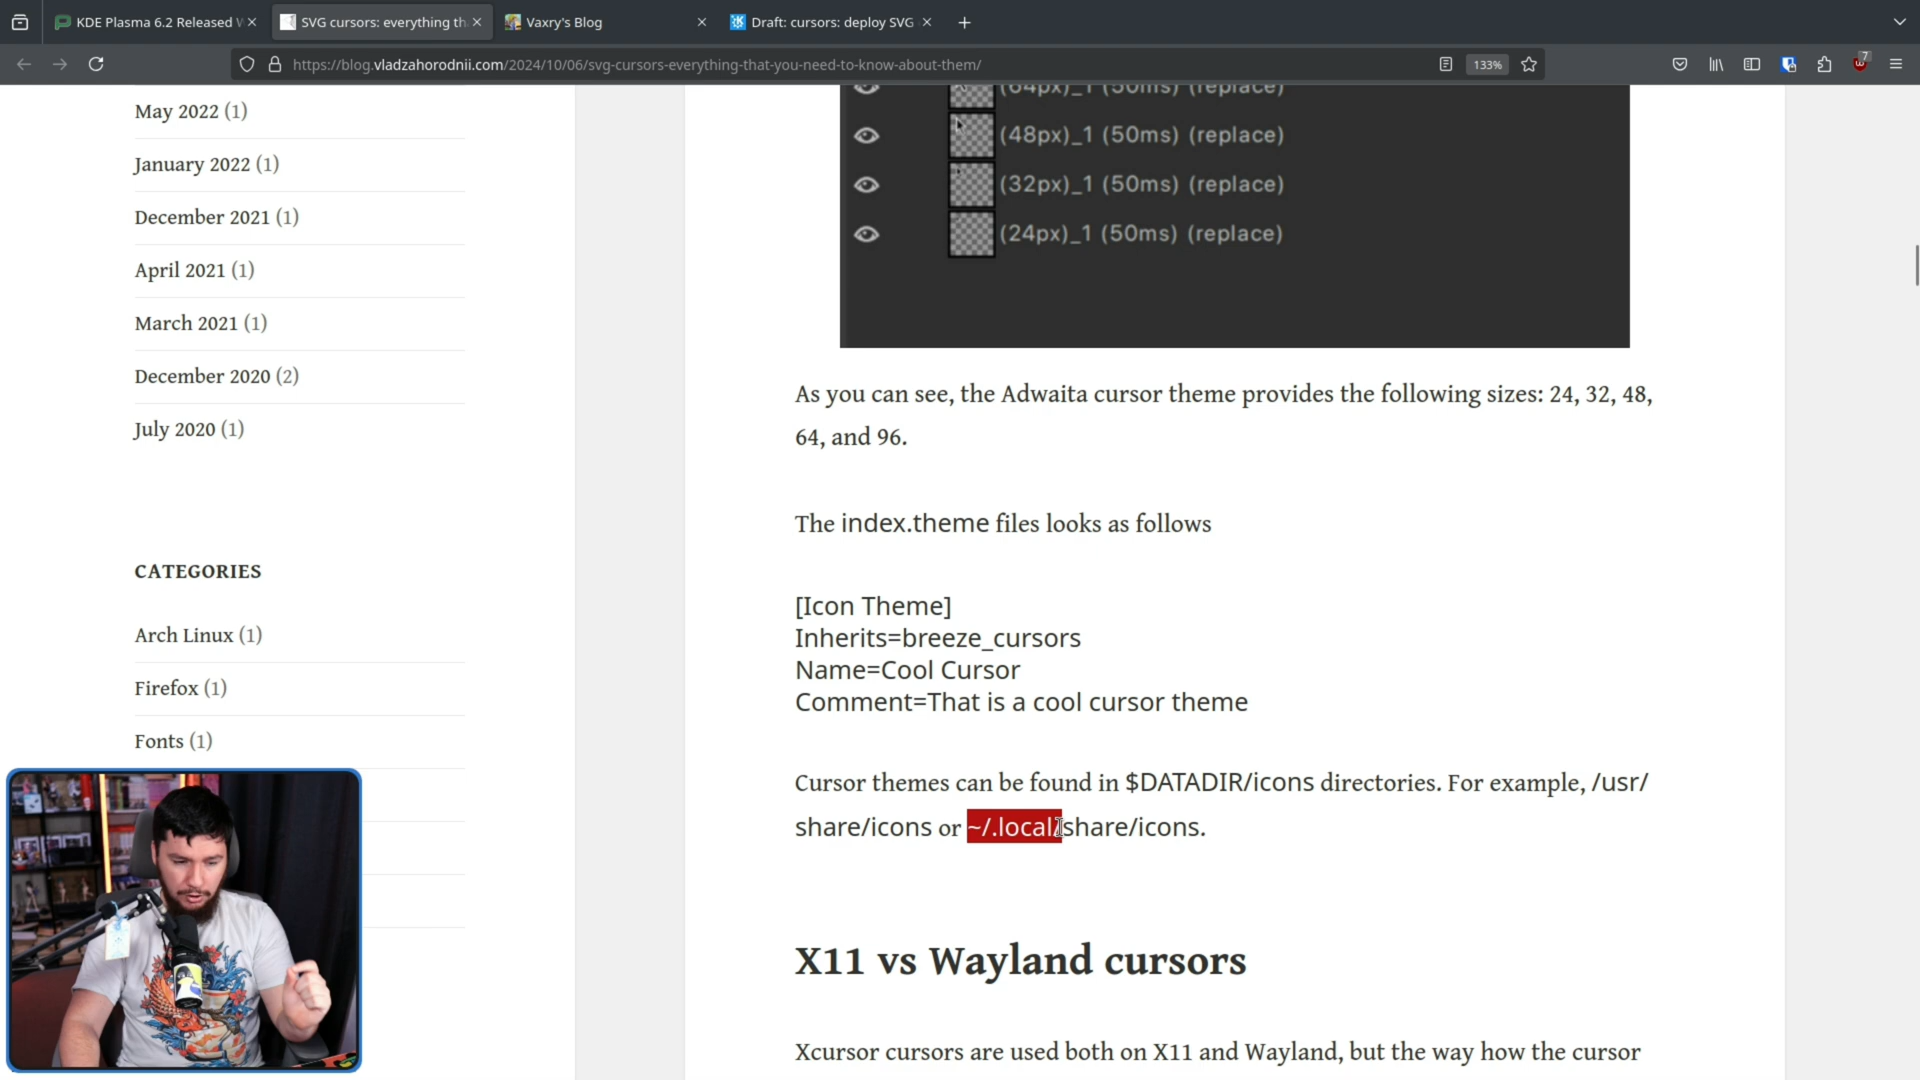 KDE Plasma 6.2 Released
SVG cursors: everything th
Vaxry's Blog
Draft: cursors: deploy SVG
https://blog.vladzahorodnii.com/2024/10/06/svg-cursors-everything-that-you-need-to-know-about-them/
133%
7
May 2022 (1)
January 2022 (1)
December 2021 (1)
April 2021 (1)
March 2021 (1)
December 2020 (2)
July 2020 (1)
CATEGORIES
Arch Linux (1)
Firefox (1)
Fonts (1)
(64px)_1 (50ms) (replace)
(48px)_1 (50ms) (replace)
(32px)_1 (50ms) (replace)
(24px)_1 (50ms) (replace)
As you can see, the Adwaita cursor theme provides the following sizes: 24, 32, 48,
64, and 96.
The index.theme files looks as follows
[Icon Theme]
Inherits=breeze_cursors
Name=Cool Cursor
Comment=That is a cool cursor theme
Cursor themes can be found in $DATADIR/icons directories. For example, /usr/
share/icons or ~/.local/share/icons.
X11 vs Wayland cursors
Xcursor cursors are used both on X11 and Wayland, but the way how the cursor